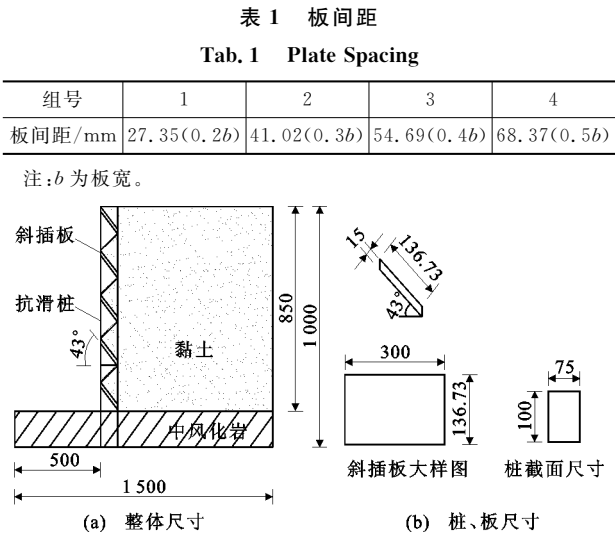 表 1 板间距
Tab. 1 Plate Spacing
组号 1 2 3 4
板间距/mm 27.35(0.2b) 41.02(0.3b) 54.69(0.4b) 68.37(0.5b)
注:b 为板宽。
斜插板
抗滑桩
43°
黏土
850
1 000
中风化岩
500
1 500
(a) 整体尺寸
15
136.73
43°
300
136.73
斜插板大样图
75
100
桩截面尺寸
(b) 桩、板尺寸